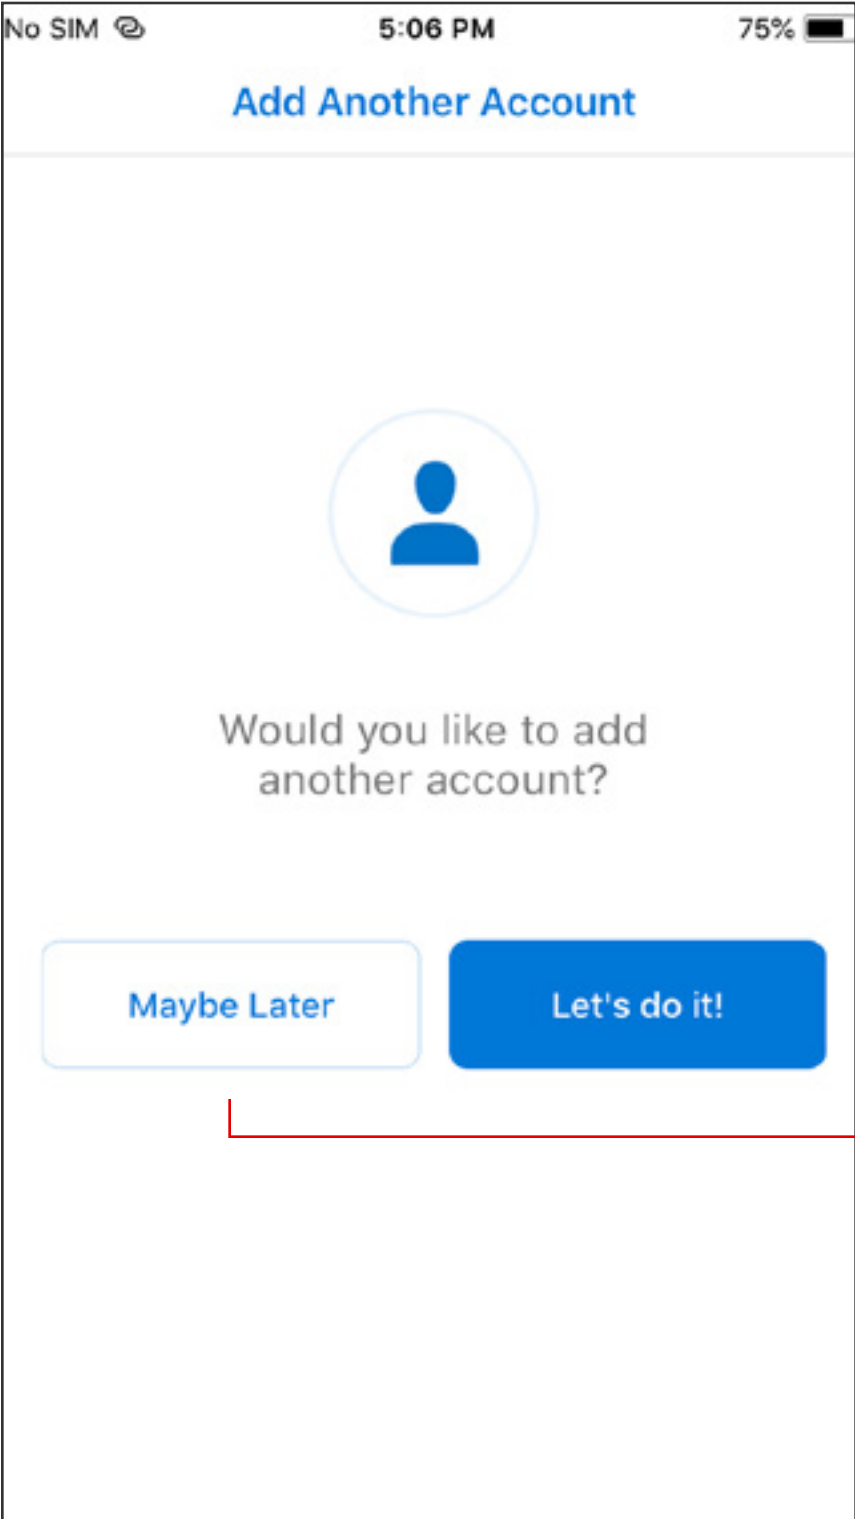 No SIM 5:06 PM 75%
Add Another Account
Would you like to add
another account?
Maybe Later Let's do it!